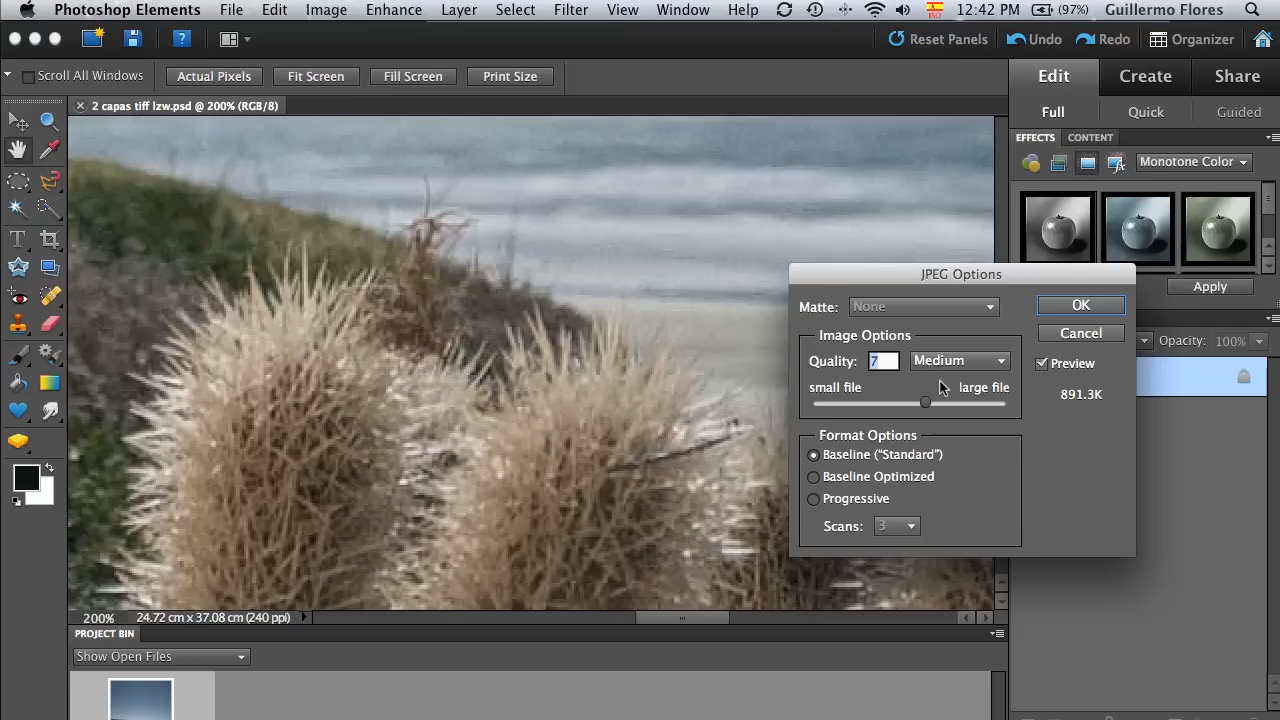 Photoshop Elements File Edit Image Enhance Layer Select Filter View Window Help ISO 12:42 PM (97%) Guillermo Flores
Reset Panels Undo Redo Organizer
Scroll All Windows Actual Pixels Fit Screen Fill Screen Print Size
Edit Create Share
2 capas tiff lzw.psd @ 200% (RGB/8)
Full Quick Guided
EFFECTS CONTENT
Monotone Color
Apply
JPEG Options
Matte: None OK
Image Options Cancel
Opacity: 100%
Quality: 7 Medium Preview
small file large file 891.3K
Format Options
Baseline (“Standard”)
Baseline Optimized
Progressive
Scans: 3
200% 24.72 cm x 37.08 cm (240 ppi)
PROJECT BIN
Show Open Files